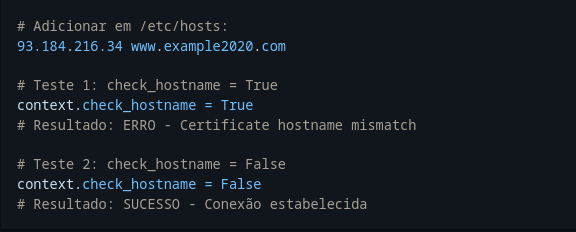 # Adicionar em /etc/hosts:
93.184.216.34 www.example2020.com
# Teste 1: check_hostname = True
context.check_hostname = True
# Resultado: ERRO - Certificate hostname mismatch
# Teste 2: check_hostname = False
context.check_hostname = False
# Resultado: SUCESSO - Conexão estabelecida